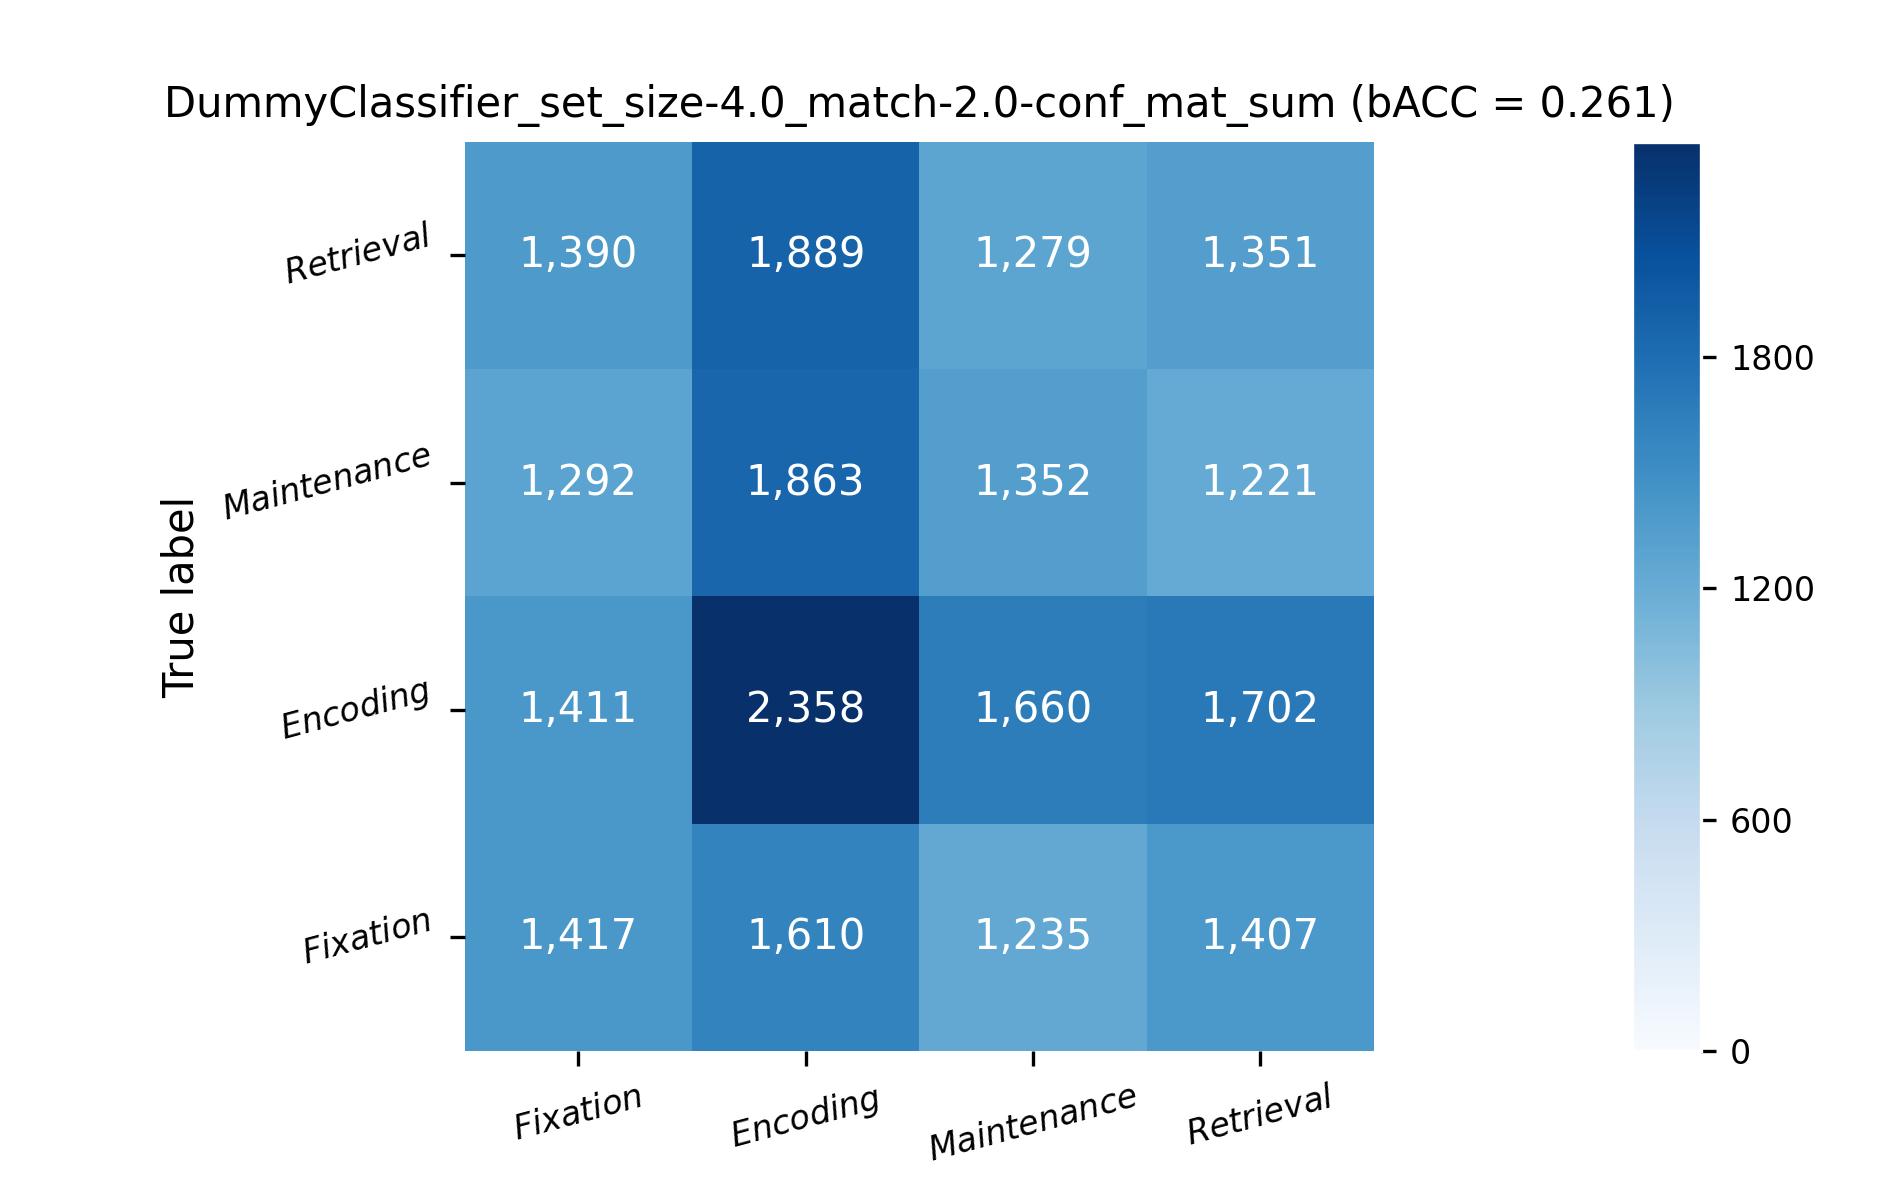 DummyClassifier_set_size-4.0_match-2.0-conf_mat_sum (bACC = 0.261)
True label
Retrieval 1,390 1,889 1,279 1,351
Maintenance 1,292 1,863 1,352 1,221
Encoding 1,411 2,358 1,660 1,702
Fixation 1,417 1,610 1,235 1,407
Fixation Encoding Maintenance Retrieval
1800
1200
600
0